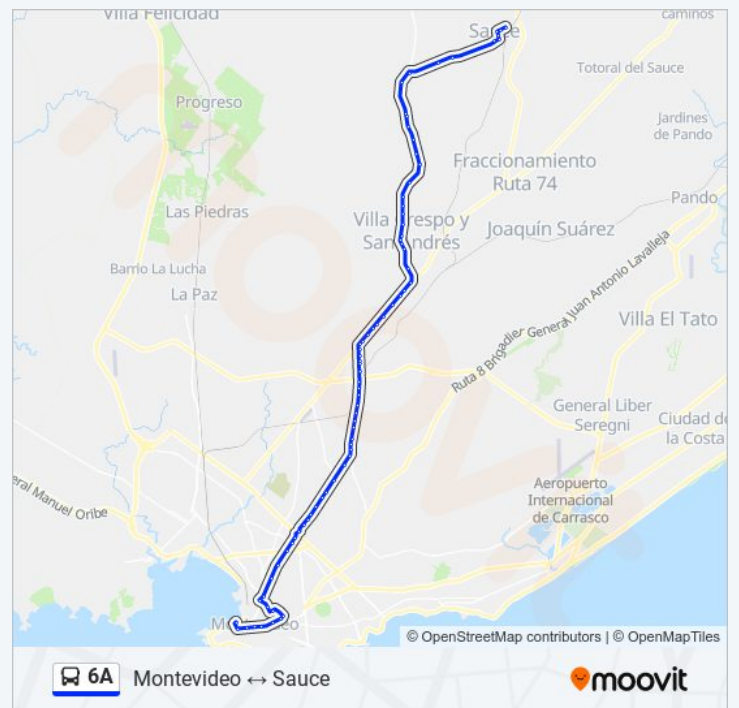 Villa Felicidad
caminos
Sauce
Totoral del Sauce
Progreso
Jardines
de Pando
Fraccionamiento
Ruta 74
Pando
Las Piedras
Villa Crespo y
San Andrés
Joaquín Suárez
Barrio La Lucha
La Paz
General Juan Antonio Lavalleja
Villa El Tato
Ruta 8 Brigadier
General Liber
Seregni
Ciudad de
la Costa
Aeropuerto
Internacional
de Carrasco
eral Manuel Oribe
Montevideo
© OpenStreetMap contributors | © OpenMapTiles
6A Montevideo ↔ Sauce
moovit